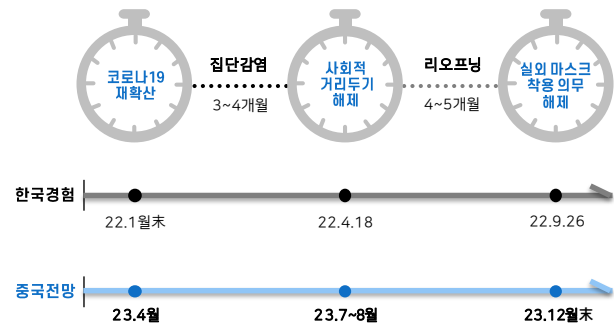 코로나19
재확산
집단감염
3~4개월
사회적
거리두기
해제
리오프닝
4~5개월
실외 마스크
착용 의무
해제
한국경험
22.1월末
22.4.18
22.9.26
중국전망
23.4월
23.7~8월
23.12월末